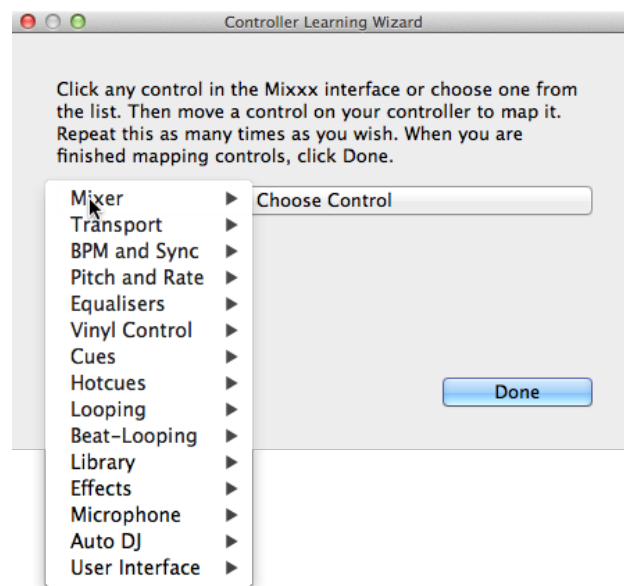 Controller Learning Wizard
Click any control in the Mixxx interface or choose one from
the list. Then move a control on your controller to map it.
Repeat this as many times as you wish. When you are
finished mapping controls, click Done.
Choose Control
Mixer
Transport
BPM and Sync
Pitch and Rate
Equalisers
Vinyl Control
Cues
Hotcues
Looping
Beat-Looping
Library
Effects
Microphone
Auto DJ
User Interface
Done